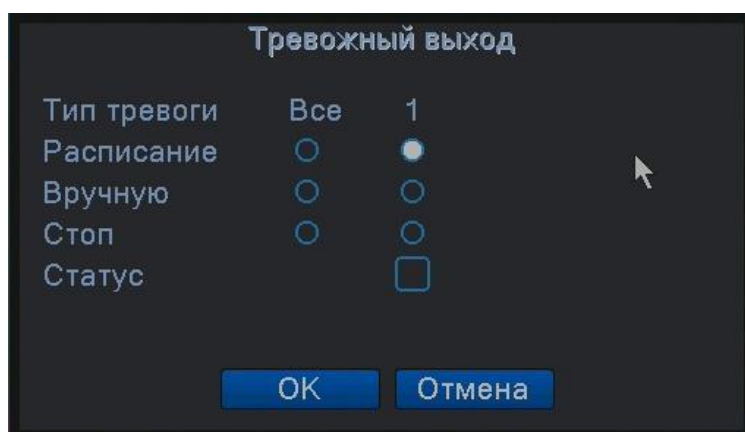 Тревожный выход
Тип тревоги Все 1
Расписание
Вручную
Стоп
Статус
OK Отмена